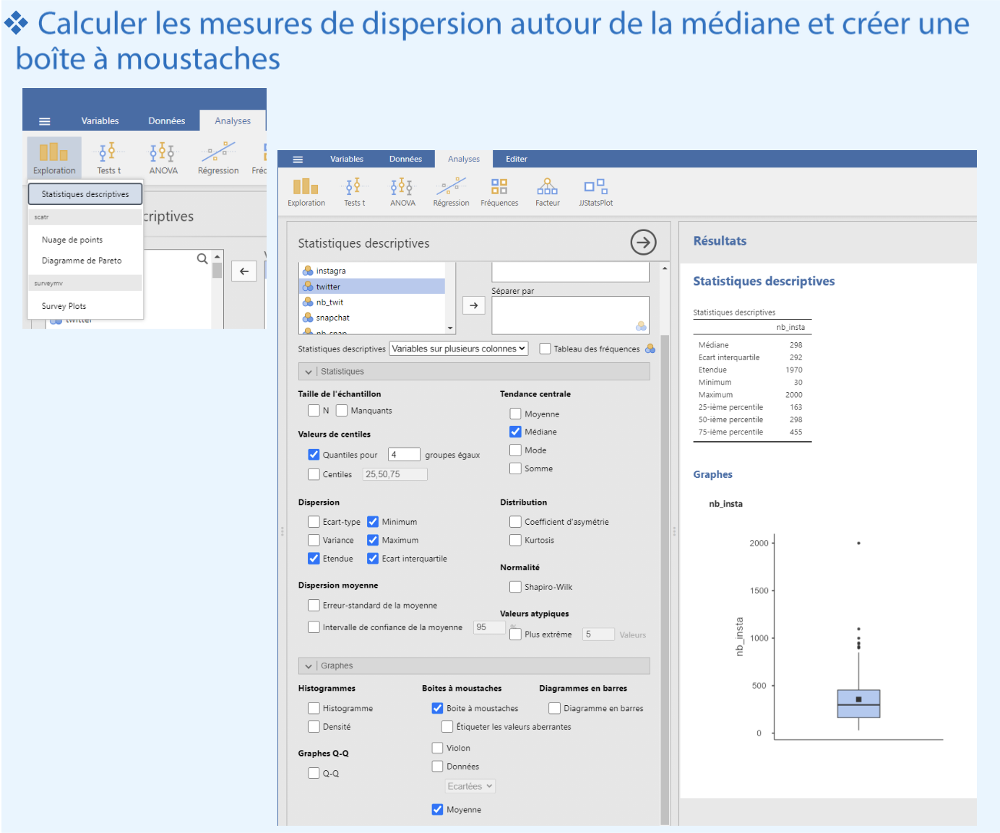 ❖ Calculer les mesures de dispersion autour de la médiane et créer une
boîte à moustaches
Variables Données Analyses
Exploration Tests t ANOVA Régression Fréq
Statistiques descriptives
scatr
criptives
Nuage de points
Diagramme de Pareto
surveymv
Survey Plots
twitter
Variables Données Analyses Editer
Exploration Tests t ANOVA Régression Fréquences Facteur JJStatsPlot
Statistiques descriptives
instagra
twitter
nb_twit
snapchat
nb_snap
Séparer par
Statistiques descriptives Variables sur plusieurs colonnes Tableau des fréquences
Statistiques
Taille de l'échantillon
N Manquants
Valeurs de centiles
Quantiles pour 4 groupes égaux
Centiles 25,50,75
Tendance centrale
Moyenne
Médiane
Mode
Somme
Dispersion
Ecart-type Minimum
Variance Maximum
Etendue Ecart interquartile
Distribution
Coefficient d'asymétrie
Kurtosis
Normalité
Shapiro-Wilk
Dispersion moyenne
Erreur-standard de la moyenne
Intervalle de confiance de la moyenne 95 %
Valeurs atypiques
Plus extrême 5 Valeurs
Graphes
Histogrammes
Histogramme
Densité
Graphes Q-Q
Q-Q
Boites à moustaches
Boite à moustaches
Étiqueter les valeurs aberrantes
Violon
Données
Ecartées
Moyenne
Diagrammes en barres
Diagramme en barres
Résultats
Statistiques descriptives
Statistiques descriptives
nb_insta
Médiane 298
Ecart interquartile 292
Etendue 1970
Minimum 30
Maximum 2000
25-ième percentile 163
50-ième percentile 298
75-ième percentile 455
Graphes
nb_insta
2000
1500
1000
500
0
nb_insta